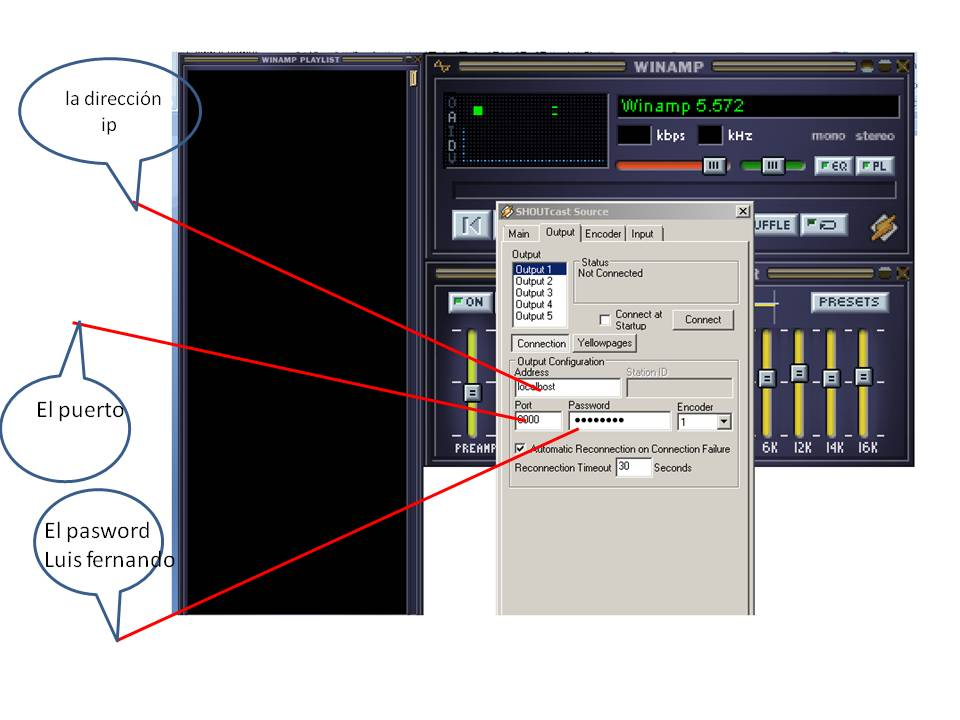 la dirección
ip
El puerto
El pasword
Luis fernando
WINAMP PLAYLIST
WINAMP
O
A
I
D
V
Winamp 5.572
kbps
kHz
mono stereo
EQ
PL
UFFLE
ON
PRESETS
PREAMP
6K 12K 14K 16K
SHOUTcast Source
Main Output Encoder Input
Output
Output 1
Output 2
Output 3
Output 4
Output 5
Status
Not Connected
Connect at
Startup
Connect
Connection Yellowpages
Output Configuration
Address Station ID
localhost
Port Password Encoder
8000 •••••••• 1
Automatic Reconnection on Connection Failure
Reconnection Timeout 30 Seconds